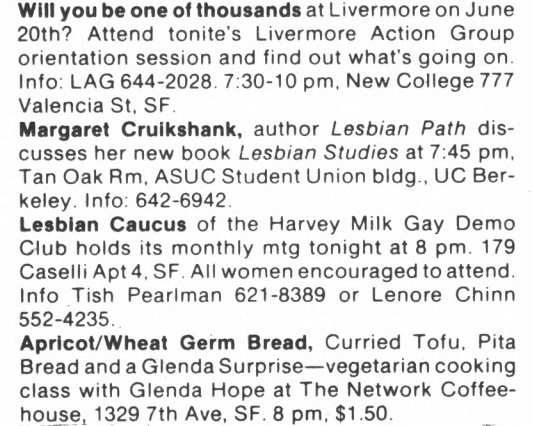 Will you be one of thousands at Livermore on June
20th? Attend tonite's Livermore Action Group
orientation session and find out what's going on.
Info: LAG 644-2028. 7:30-10 pm, New College 777
Valencia St, SF.
Margaret Cruikshank, author Lesbian Path dis-
cusses her new book Lesbian Studies at 7:45 pm,
Tan Oak Rm, ASUC Student Union bldg., UC Ber-
keley. Info: 642-6942.
Lesbian Caucus of the Harvey Milk Gay Demo
Club holds its monthly mtg tonight at 8 pm. 179
Caselli Apt 4, SF. All women encouraged to attend.
Info Tish Pearlman 621-8389 or Lenore Chinn
552-4235.
Apricot/Wheat Germ Bread, Curried Tofu, Pita
Bread and a Glenda Surprise—vegetarian cooking
class with Glenda Hope at The Network Coffee-
house, 1329 7th Ave, SF. 8 pm, $1.50.